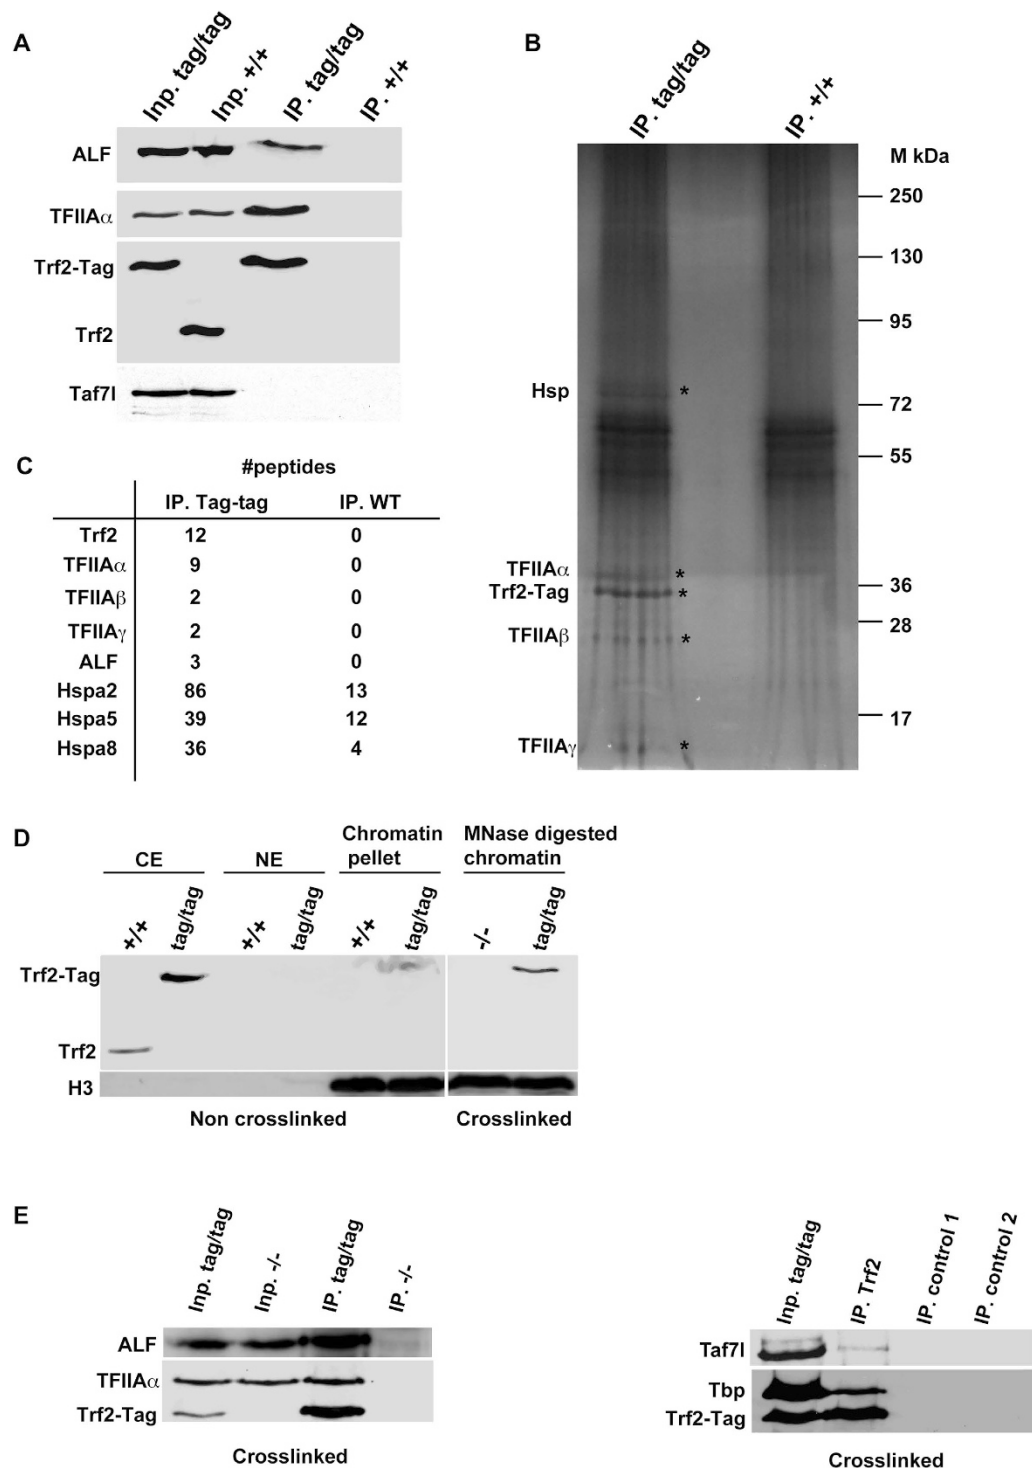 A
Inp. tag/tag
Inp. +/+
IP. tag/tag
IP. +/+
ALF
TFIIAα
Trf2-Tag
Trf2
Taf7l
B
IP. tag/tag
IP. +/+
M kDa
250
130
95
Hsp *
72
55
TFIIAα *
36
Trf2-Tag *
28
TFIIAβ *
17
TFIIAγ *
C
#peptides
IP. Tag-tag IP. WT
Trf2 12 0
TFIIAα 9 0
TFIIAβ 2 0
TFIIAγ 2 0
ALF 3 0
Hspa2 86 13
Hspa5 39 12
Hspa8 36 4
D
CE
NE
Chromatin pellet
MNase digested chromatin
+/+
tag/tag
+/+
tag/tag
+/+
tag/tag
-/-
tag/tag
Trf2-Tag
Trf2
H3
Non crosslinked
Crosslinked
E
Inp. tag/tag
Inp. -/-
IP. tag/tag
IP. -/-
ALF
TFIIAα
Trf2-Tag
Crosslinked
Inp. tag/tag
IP. Trf2
IP. control 1
IP. control 2
Taf7l
Tbp
Trf2-Tag
Crosslinked